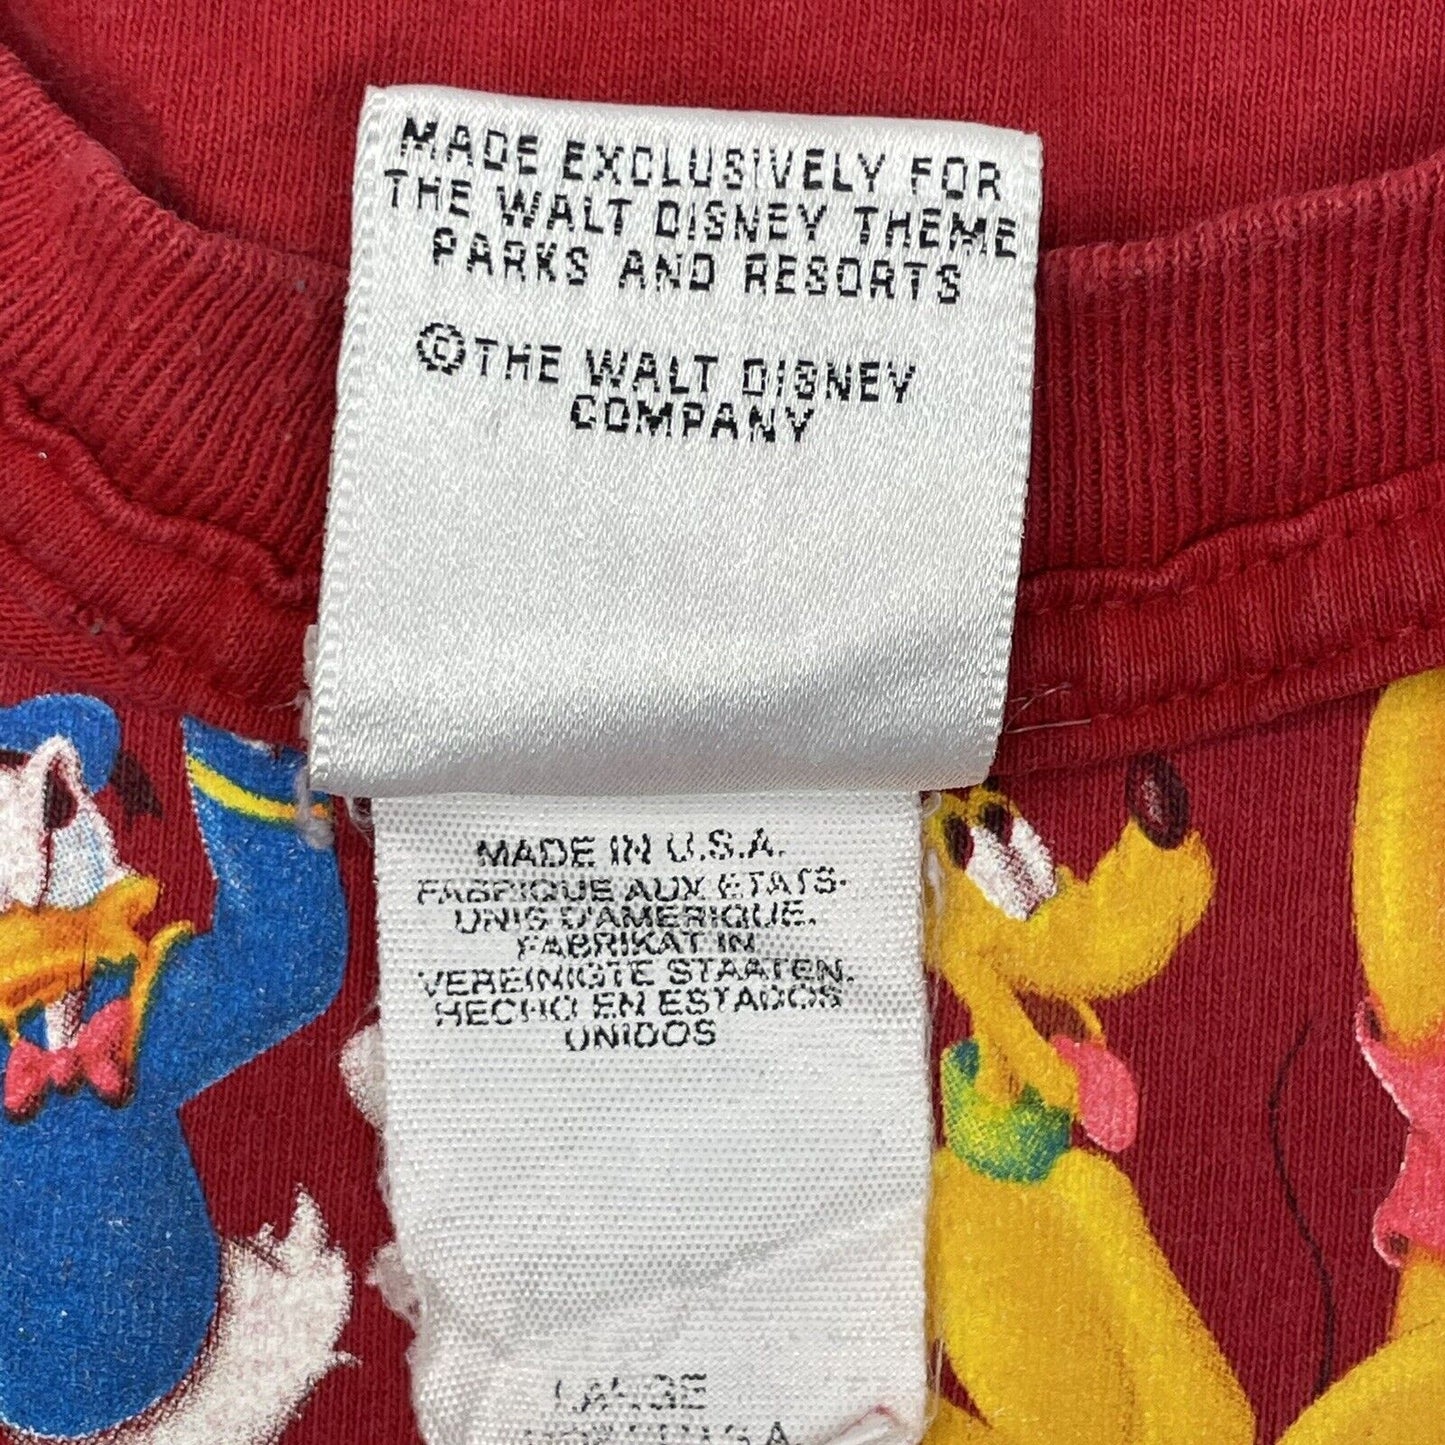 MADE EXCLUSIVELY FOR
THE WALT DISNEY THEME
PARKS AND RESORTS
©THE WALT DISNEY
COMPANY
MADE IN U.S.A.
FABRIQUE AUX ETATS-
UNIS D'AMERIQUE.
FABRIKAT IN
VEREINIGTE STAATEN.
HECHO EN ESTADOS
UNIDOS
LARGE
U.S.A.